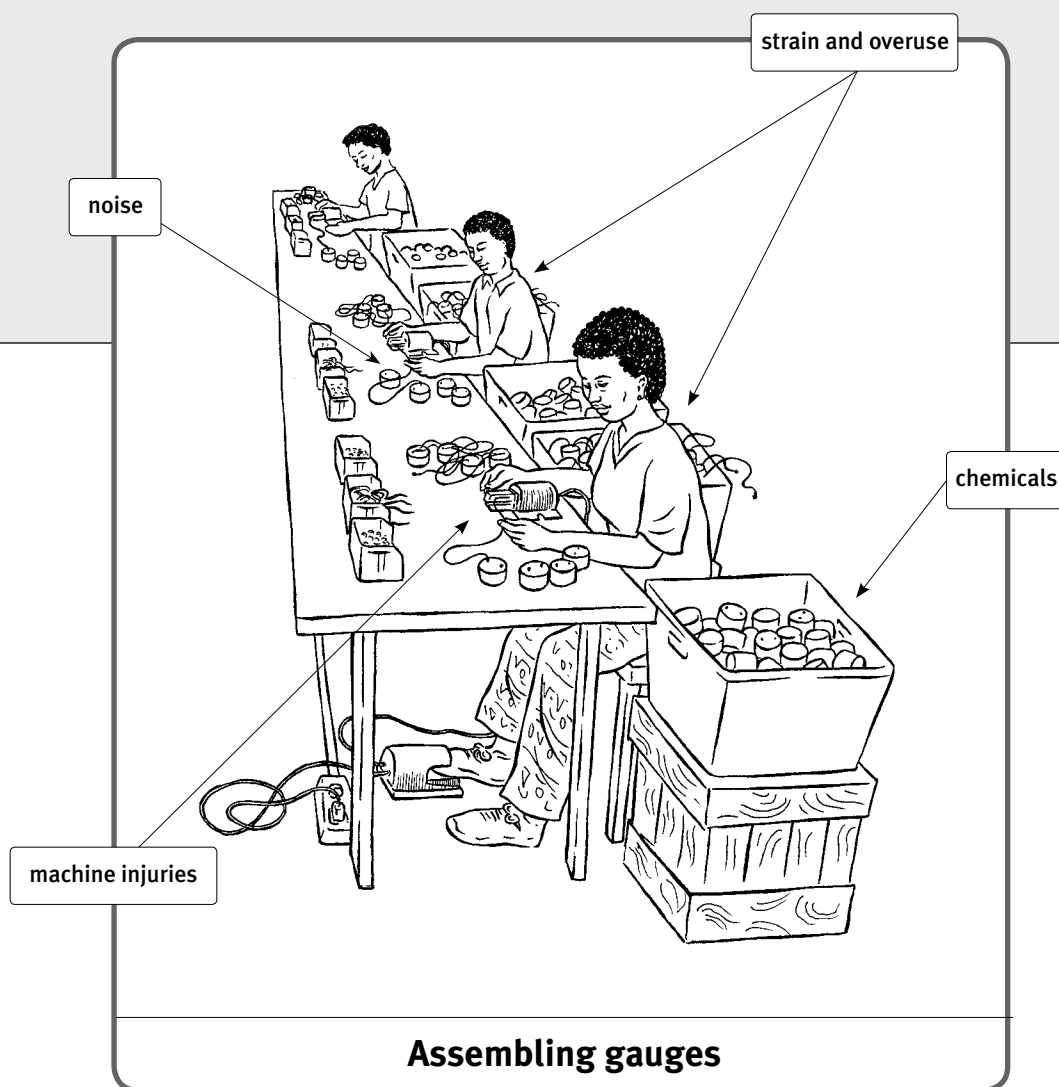 strain and overuse
noise
chemicals
machine injuries
Assembling gauges